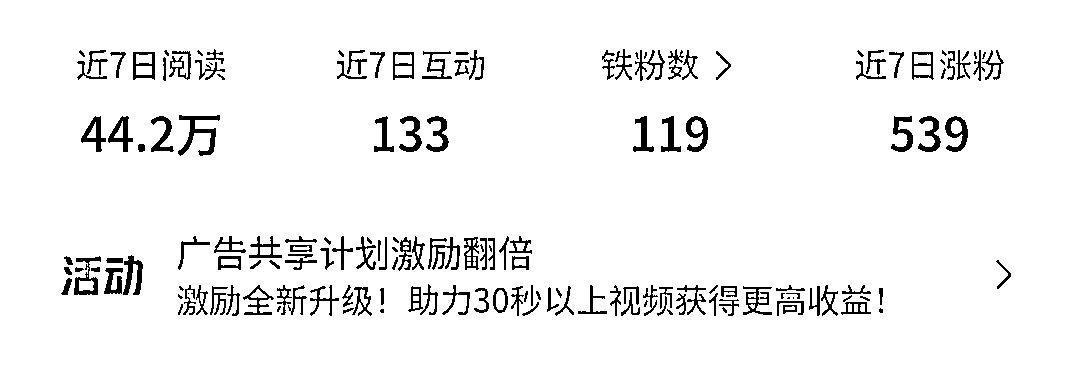 近7日阅读 近7日互动 铁粉数 近7日涨粉
44.2万 133 119 539
活动 广告共享计划激励翻倍
激励全新升级！助力30秒以上视频获得更高收益！